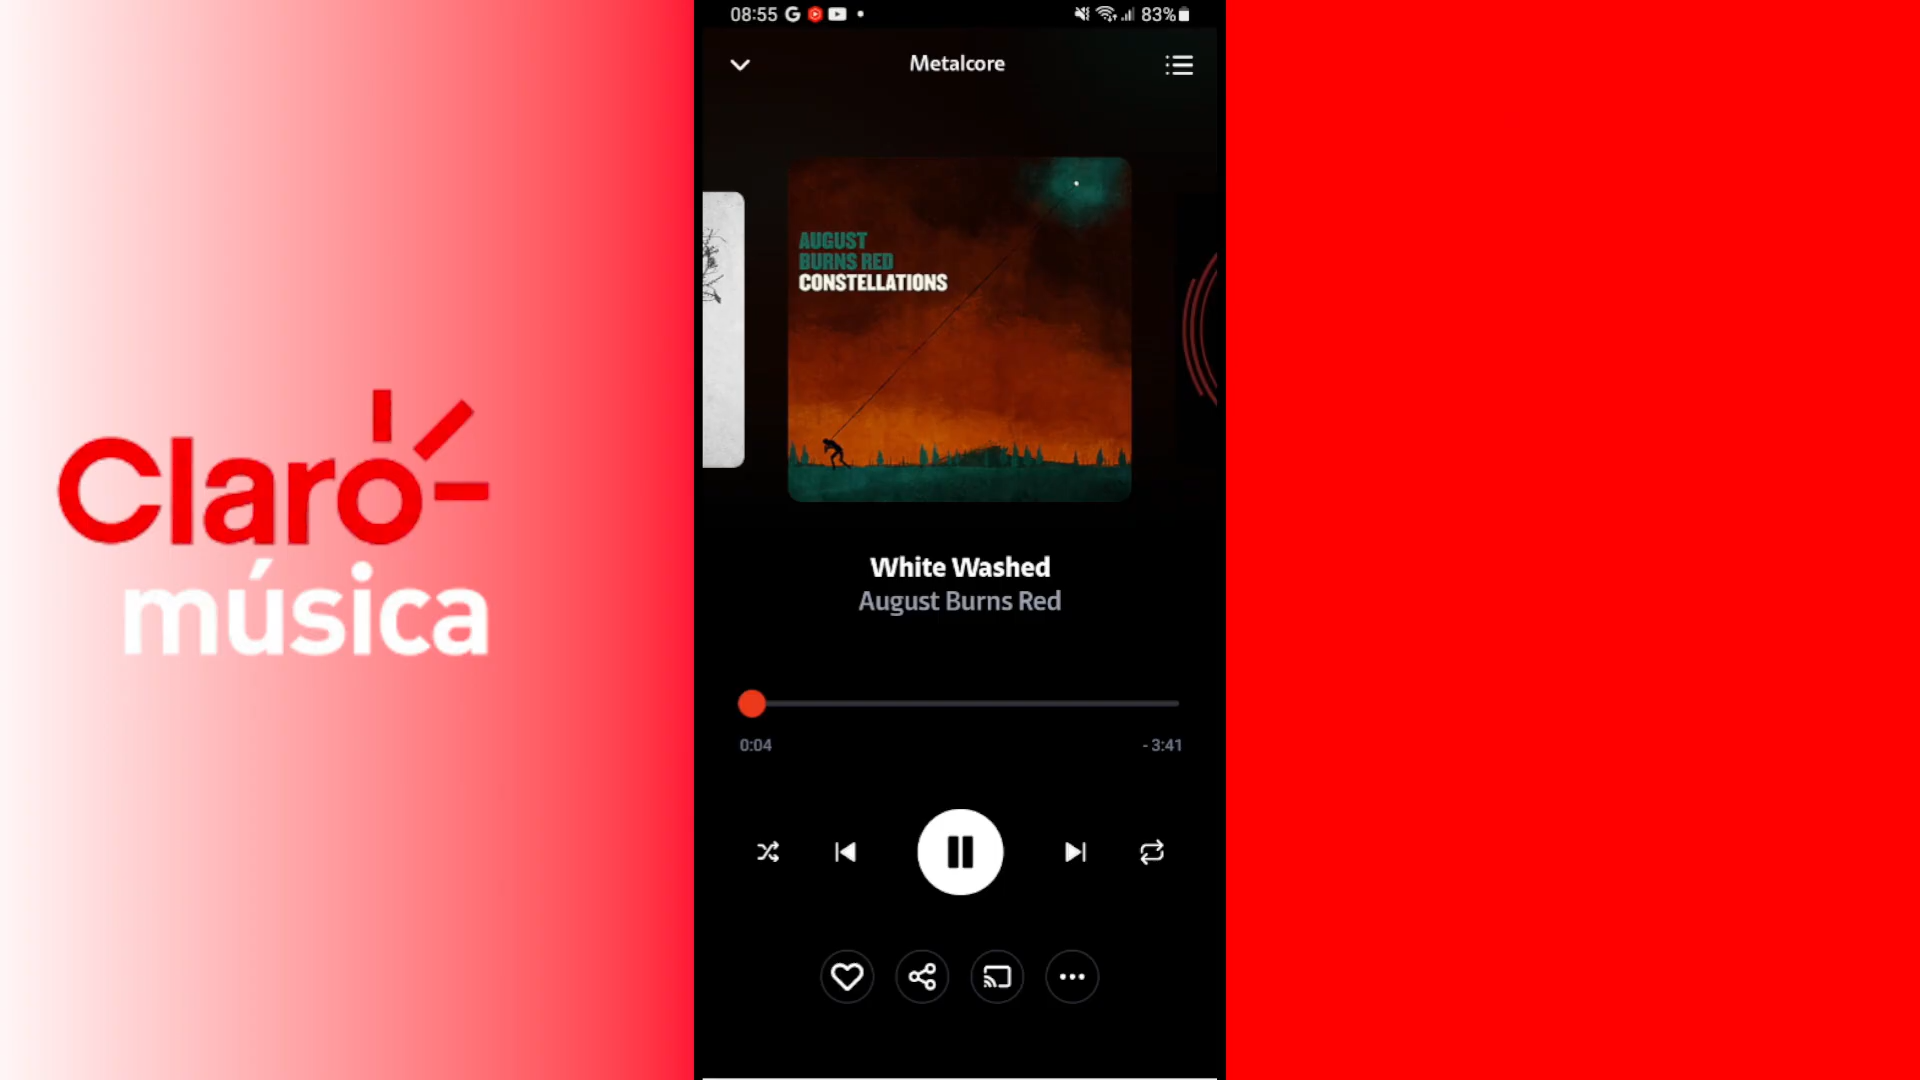 08:55
83%
Metalcore
AUGUST
BURNS RED
CONSTELLATIONS
Claro
música
White Washed
August Burns Red
0:04
- 3:41